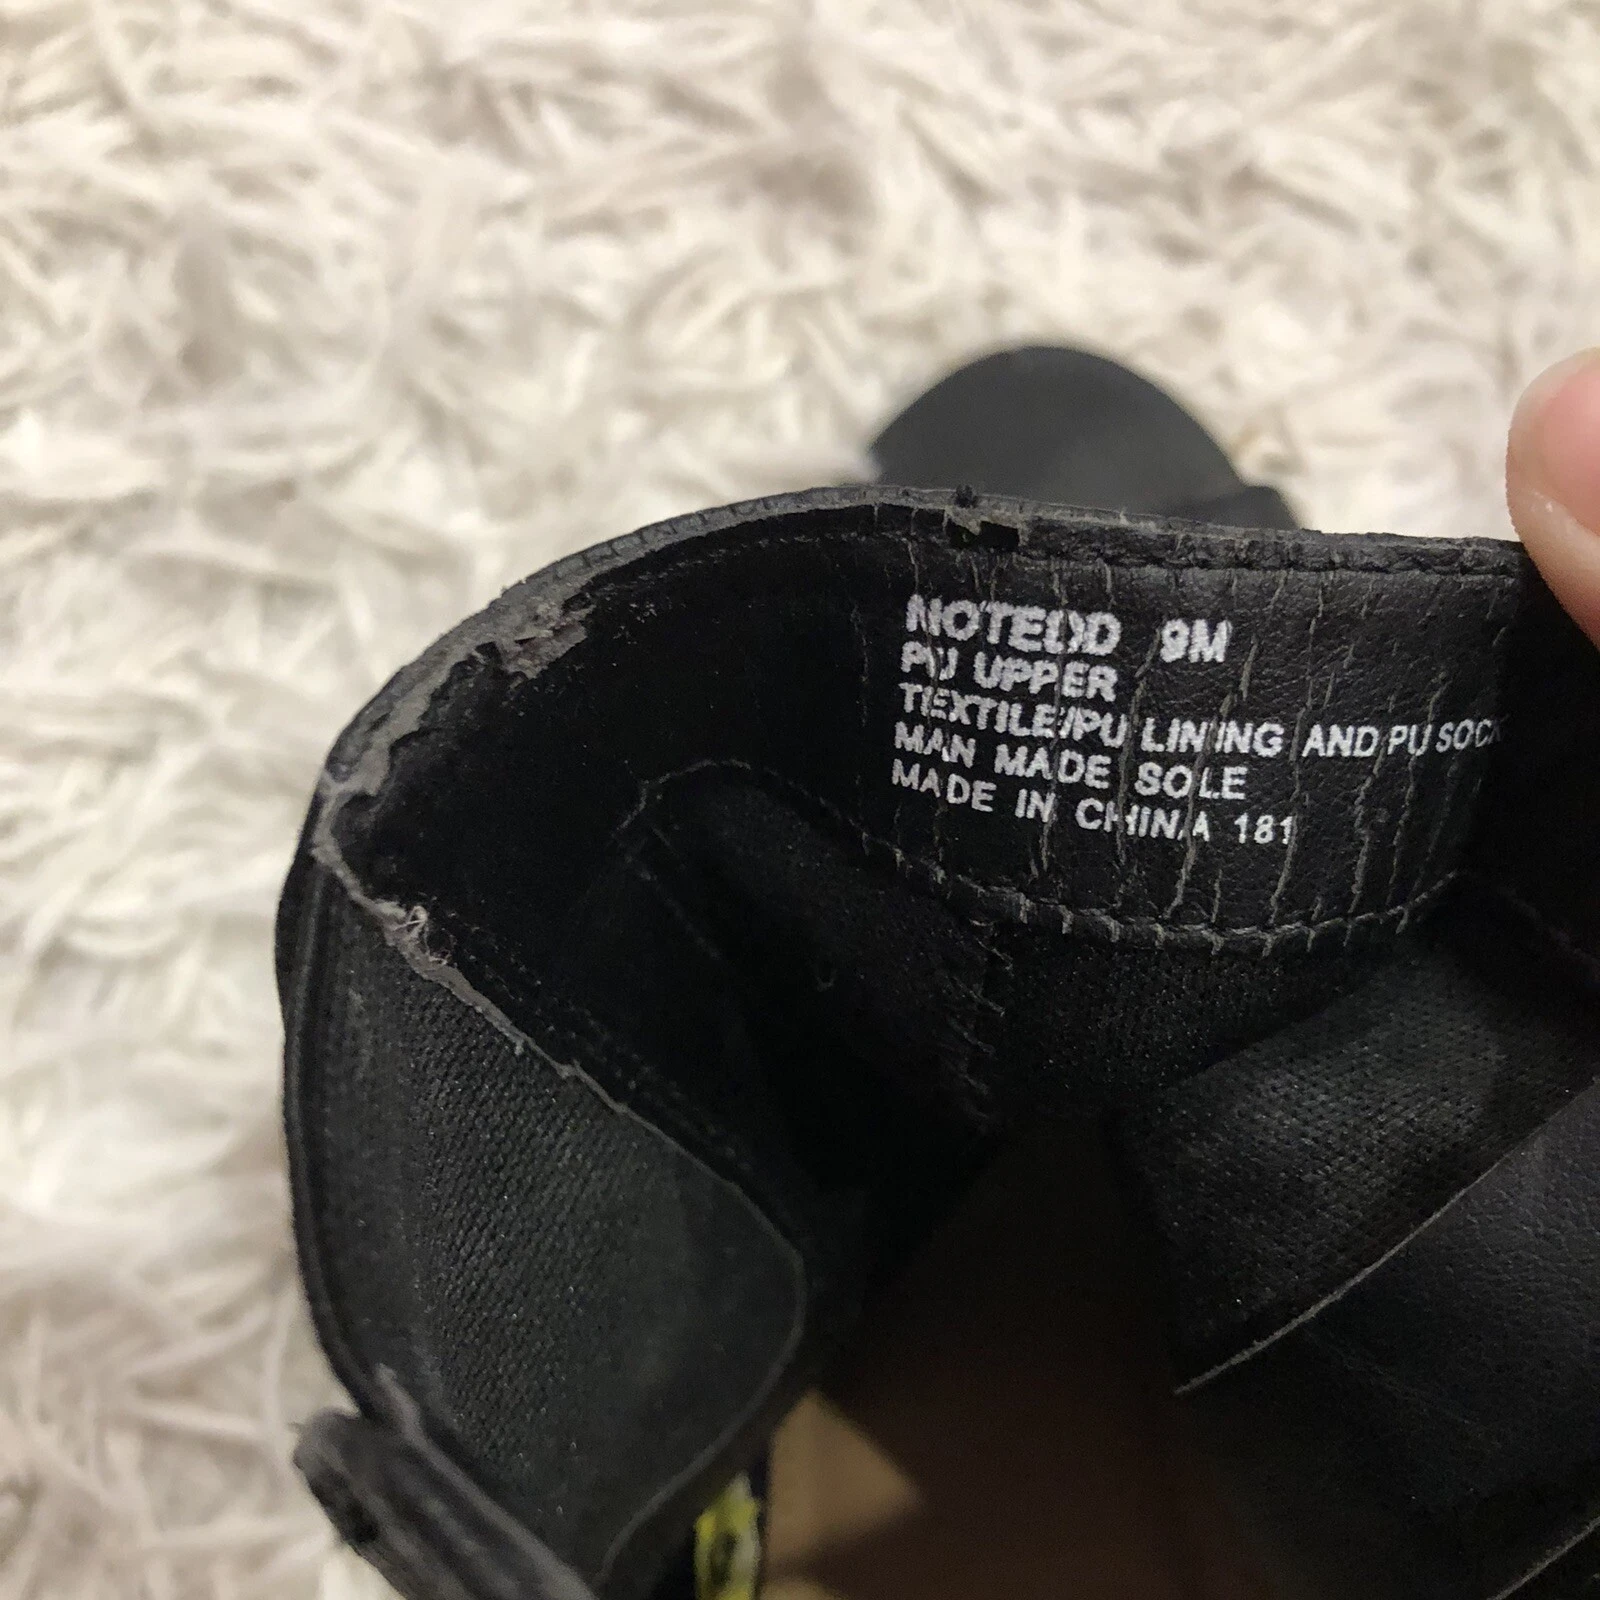 NOTEDD 9M
PU UPPER
TEXTILE/PU LINING AND PU SOCK
MAN MADE SOLE
MADE IN CHINA 181